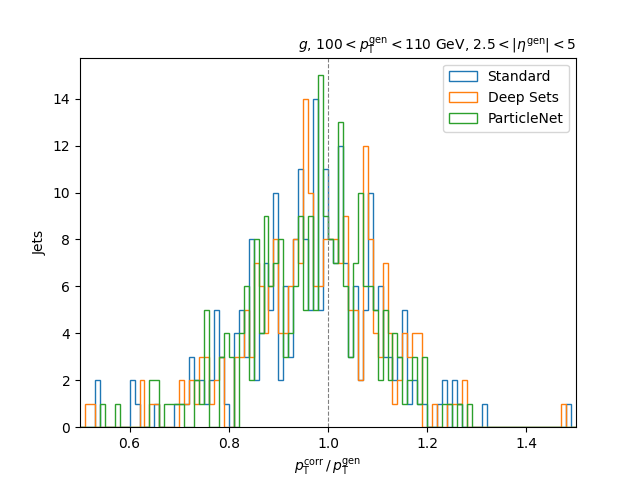 g, 100 < p_T^gen < 110 GeV, 2.5 < |η^gen| < 5
Standard
Deep Sets
ParticleNet
Jets
14
12
10
8
6
4
2
0
0.6 0.8 1.0 1.2 1.4
p_T^corr / p_T^gen